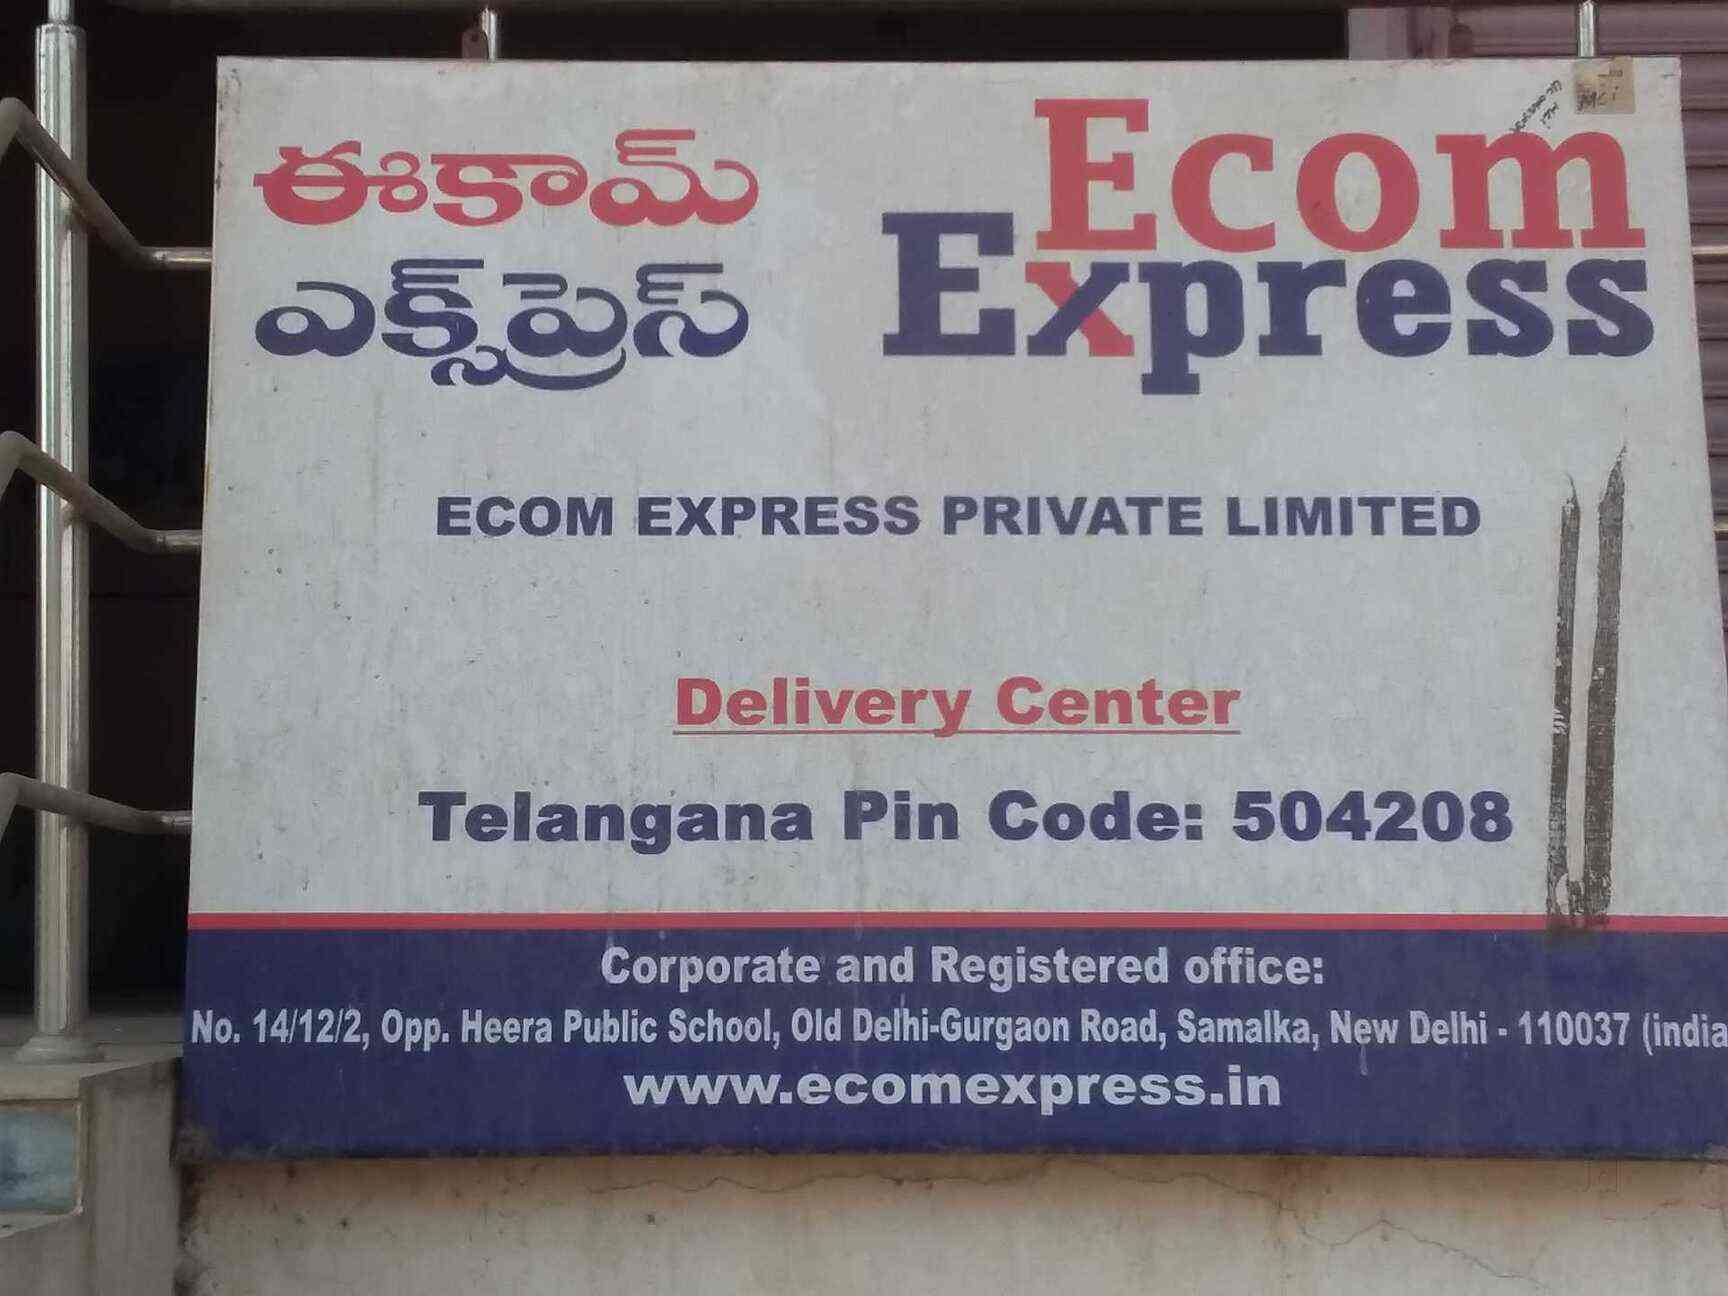 ఈకామ్
ఎక్స్‌ప్రెస్
Ecom
Express
ECOM EXPRESS PRIVATE LIMITED
Delivery Center
Telangana Pin Code: 504208
Corporate and Registered office:
No. 14/12/2, Opp. Heera Public School, Old Delhi-Gurgaon Road, Samalka, New Delhi - 110037 (india
www.ecomexpress.in